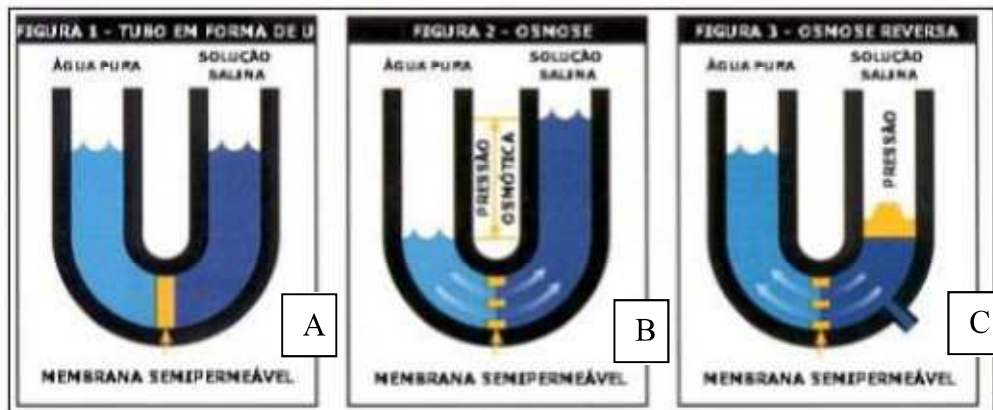 FIGURA 1 - TUBO EM FORMA DE U
ÁGUA PURA
SOLUÇÃO
SALINA
A
MEMBRANA SEMIPERMEÁVEL
FIGURA 2 - OSMOSE
ÁGUA PURA
SOLUÇÃO
SALINA
PRESSÃO
OSMÓTICA
B
MEMBRANA SEMIPERMEÁVEL
FIGURA 3 - OSMOSE REVERSA
ÁGUA PURA
SOLUÇÃO
SALINA
PRESSÃO
C
MEMBRANA SEMIPERMEÁVEL